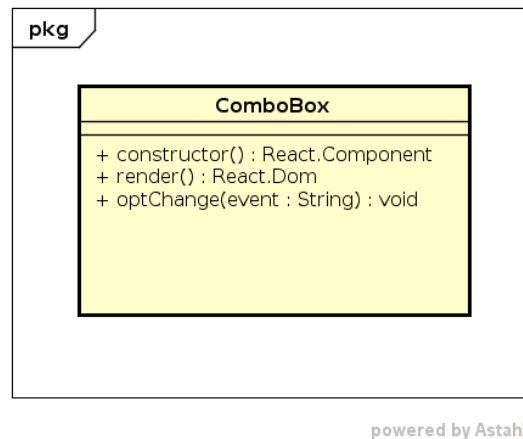 pkg
ComboBox
+ constructor() : React.Component
+ render() : React.Dom
+ optChange(event : String) : void
powered by Astah